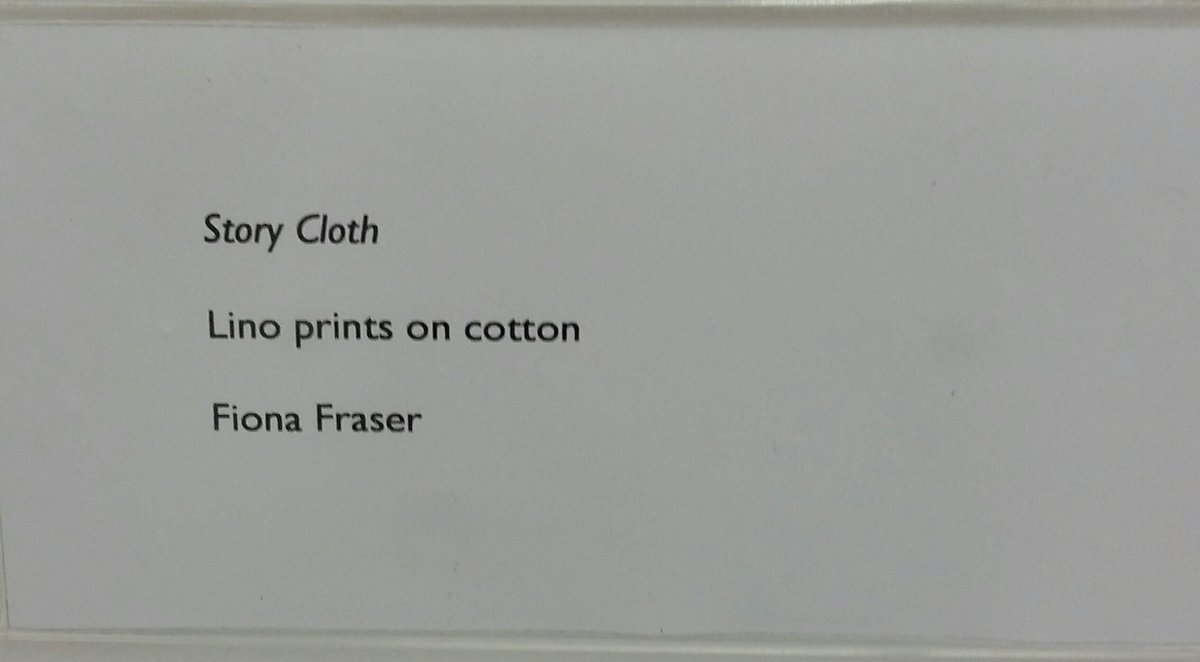 Story Cloth
Lino prints on cotton
Fiona Fraser